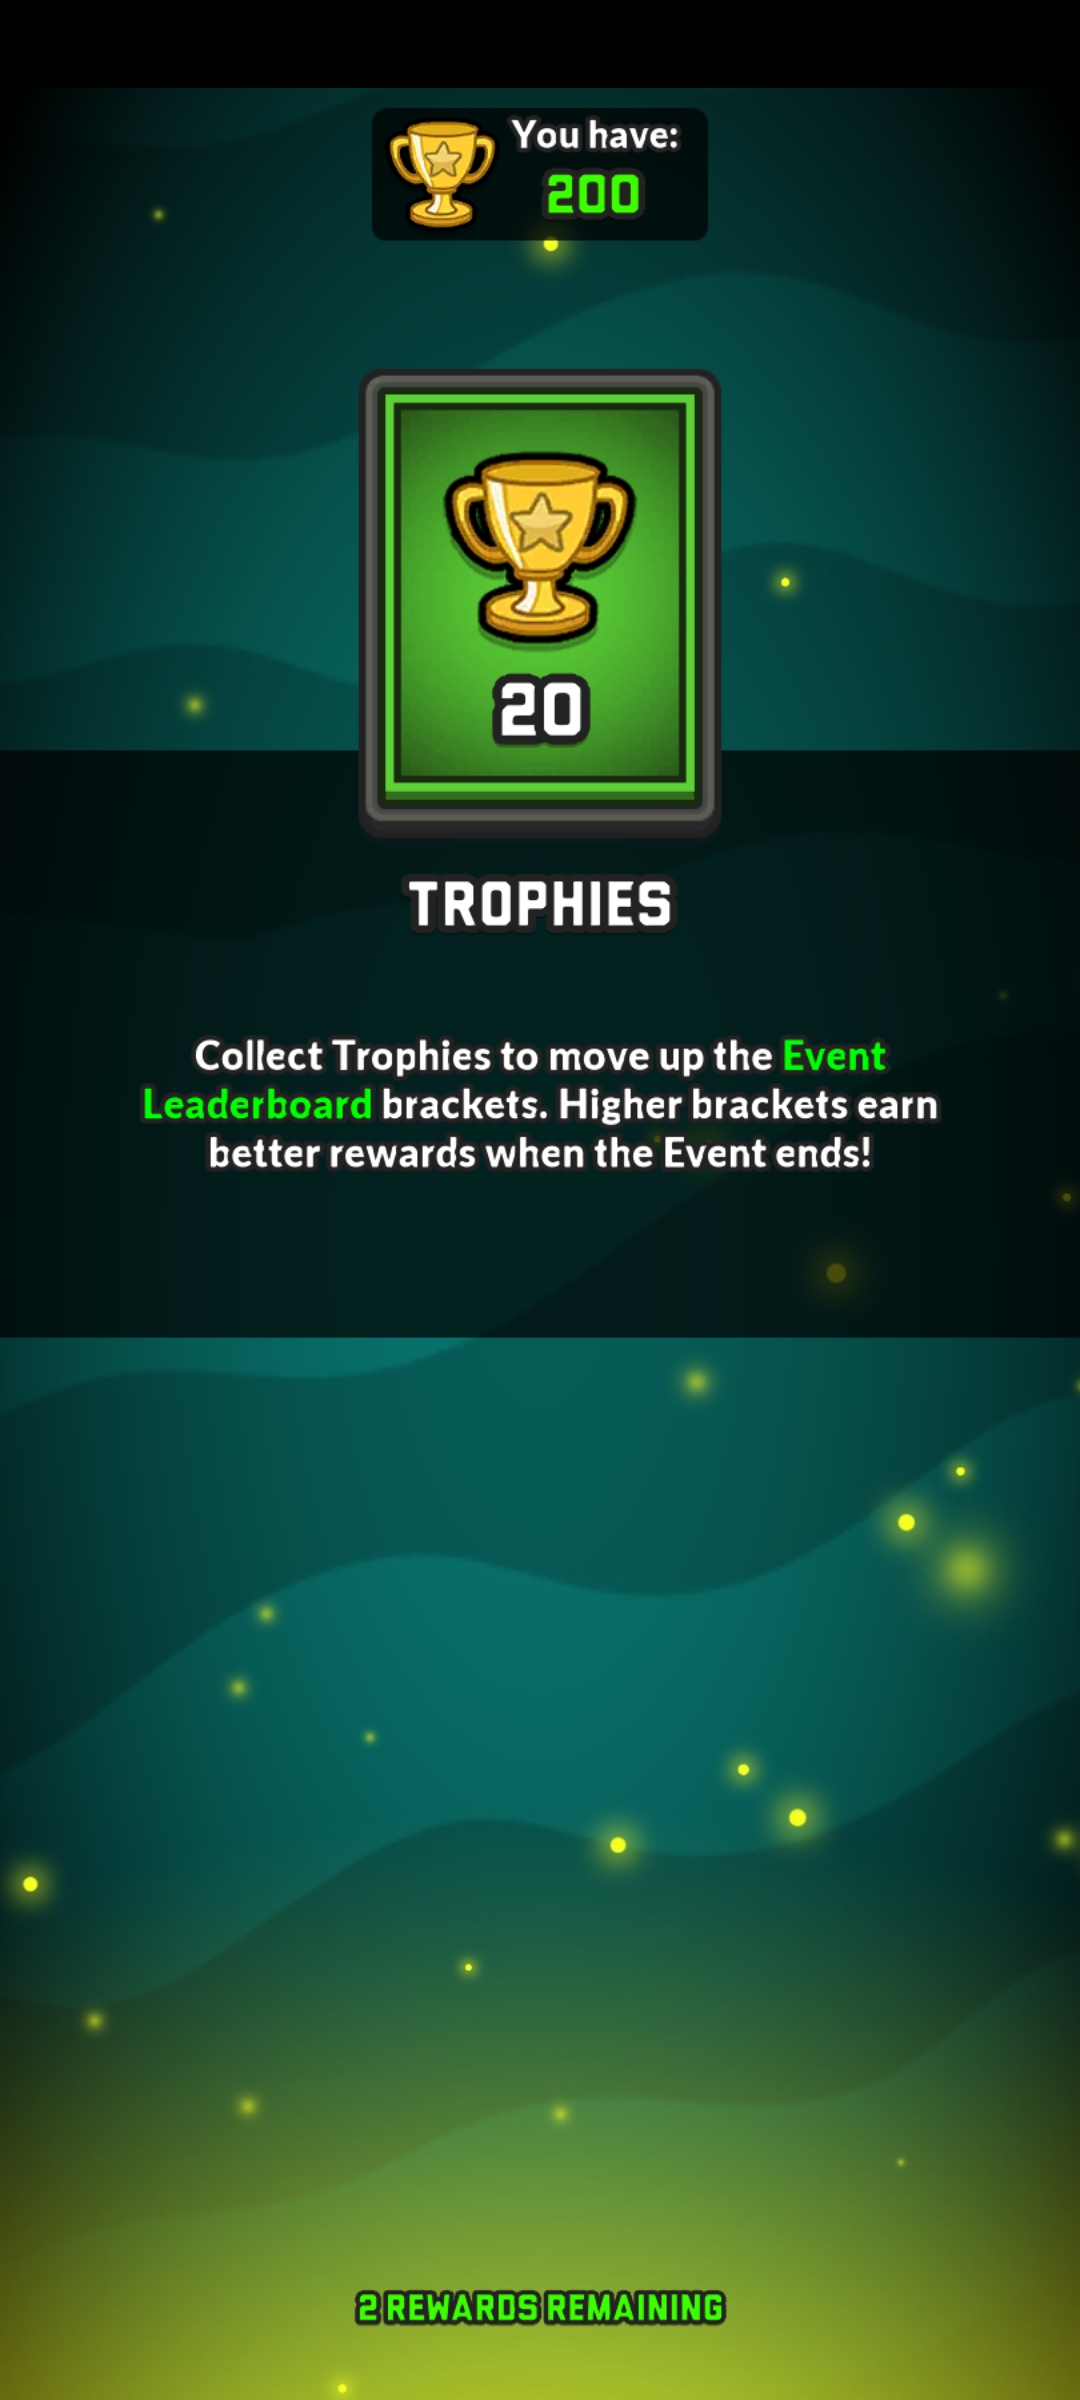 You have:
200
20
TROPHIES
Collect Trophies to move up the Event
Leaderboard brackets. Higher brackets earn
better rewards when the Event ends!
2 REWARDS REMAINING